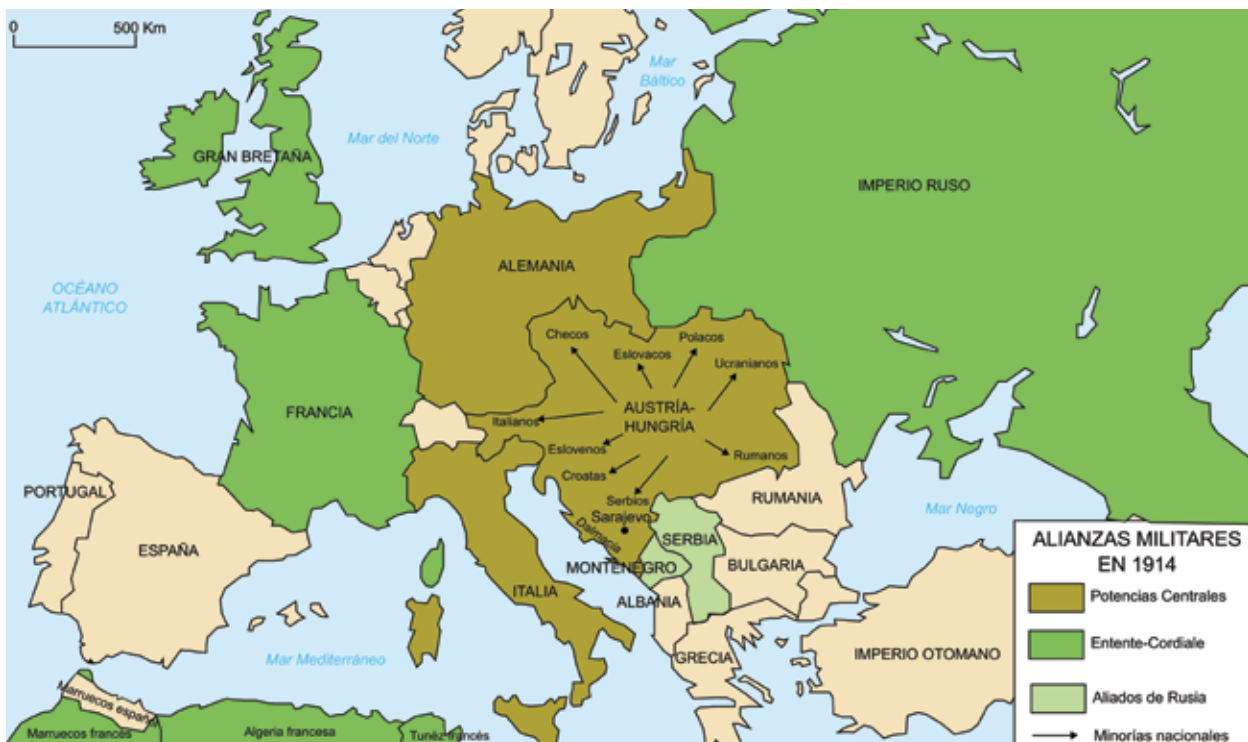 0 500 Km
Mar
Báltico
Mar del Norte
GRAN BRETAÑA
IMPERIO RUSO
OCÉANO
ATLÁNTICO
ALEMANIA
Checos
Polacos
Eslovacos
Ucranianos
FRANCIA
AUSTRÍA-
HUNGRÍA
Italianos
Eslovenos
Rumanos
Croatas
Serbios
PORTUGAL
RUMANIA
Sarajevo
Mar Negro
Dalmacia
SERBIA
ESPAÑA
MONTENEGRO
BULGARIA
ITALIA
ALBANIA
Mar Mediterráneo
GRECIA
IMPERIO OTOMANO
Marruecos español
Marruecos francés
Algeria francesa
Tunéz francés
ALIANZAS MILITARES
EN 1914
Potencias Centrales
Entente-Cordiale
Aliados de Rusia
Minorías nacionales